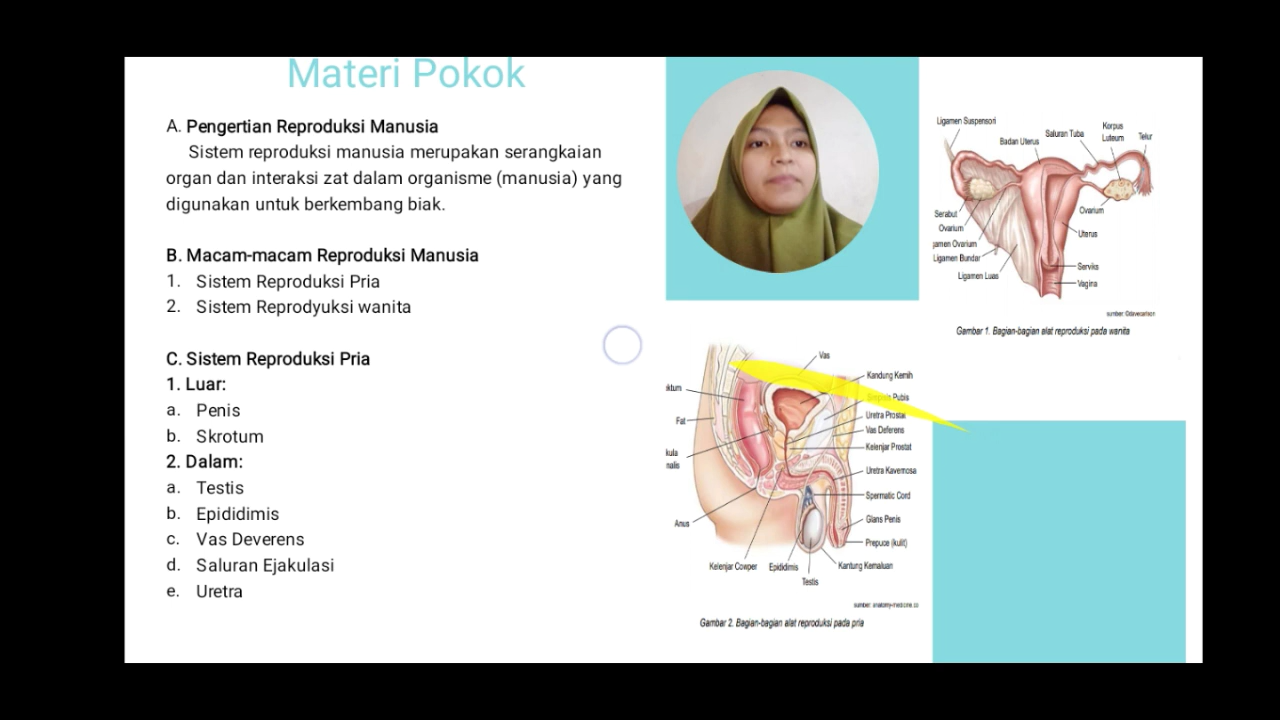 Materi Pokok
A. Pengertian Reproduksi Manusia
Sistem reproduksi manusia merupakan serangkaian
organ dan interaksi zat dalam organisme (manusia) yang
digunakan untuk berkembang biak.
B. Macam-macam Reproduksi Manusia
1. Sistem Reproduksi Pria
2. Sistem Reprodyuksi wanita
C. Sistem Reproduksi Pria
1. Luar:
a. Penis
b. Skrotum
2. Dalam:
a. Testis
b. Epididimis
c. Vas Deverens
d. Saluran Ejakulasi
e. Uretra
Ligamen Suspensori
Badan Uterus
Saluran Tuba
Korpus
Luteum
Telur
Serabut
Ovarium
jamen Ovarium
Ligamen Bundar
Ligamen Luas
Ovarium
Uterus
Serviks
Vagina
sumber: Gdavecarlson
Gambar 1. Bagian-bagian alat reproduksi pada wanita
Vas
Kandung Kemih
Simpisin Pubis
Uretra Prostat
Vas Deferens
Kelenjar Prostat
Uretra Kavernosa
Spermatic Cord
Glans Penis
Prepuce (kulit)
Kantung Kemaluan
Testis
Epididimis
Kelenjar Cowper
Anus
kula
nalis
Fat
ktum
sumber: anatomy-medicine.co
Gambar 2. Bagian-bagian alat reproduksi pada pria